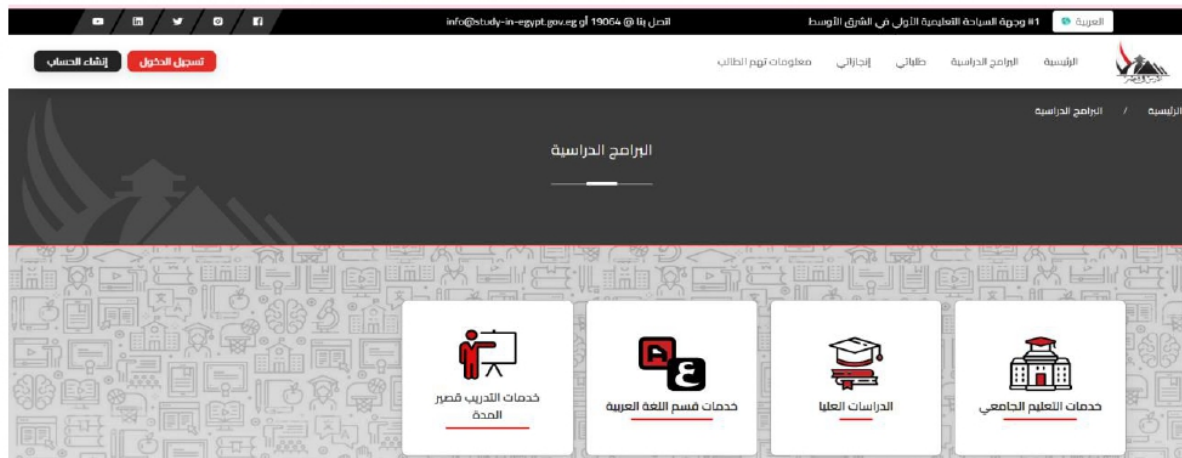 العربية
#1 وجهة السياحة التعليمية الأولي في الشرق الأوسط
اتصل بنا @ 19064 أو info@study-in-egypt.gov.eg
الرئيسية
البرامج الدراسية
طلباتي
إنجازاتي
معلومات تهم الطالب
تسجيل الدخول
إنشاء الحساب
الرئيسية / البرامج الدراسية
البرامج الدراسية
خدمات التعليم الجامعي
الدراسات العليا
خدمات قسم اللغة العربية
خدمات التدريب قصير
المدة